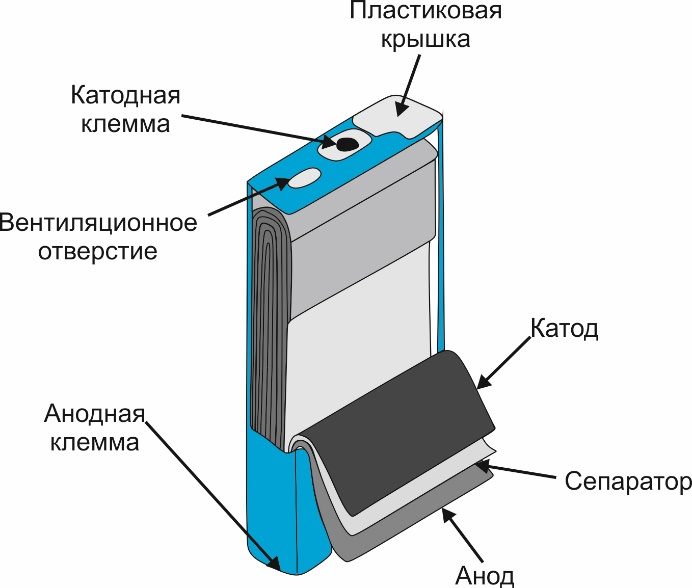 Пластиковая
крышка
Катодная
клемма
Вентиляционное
отверстие
Катод
Анодная
клемма
Сепаратор
Анод